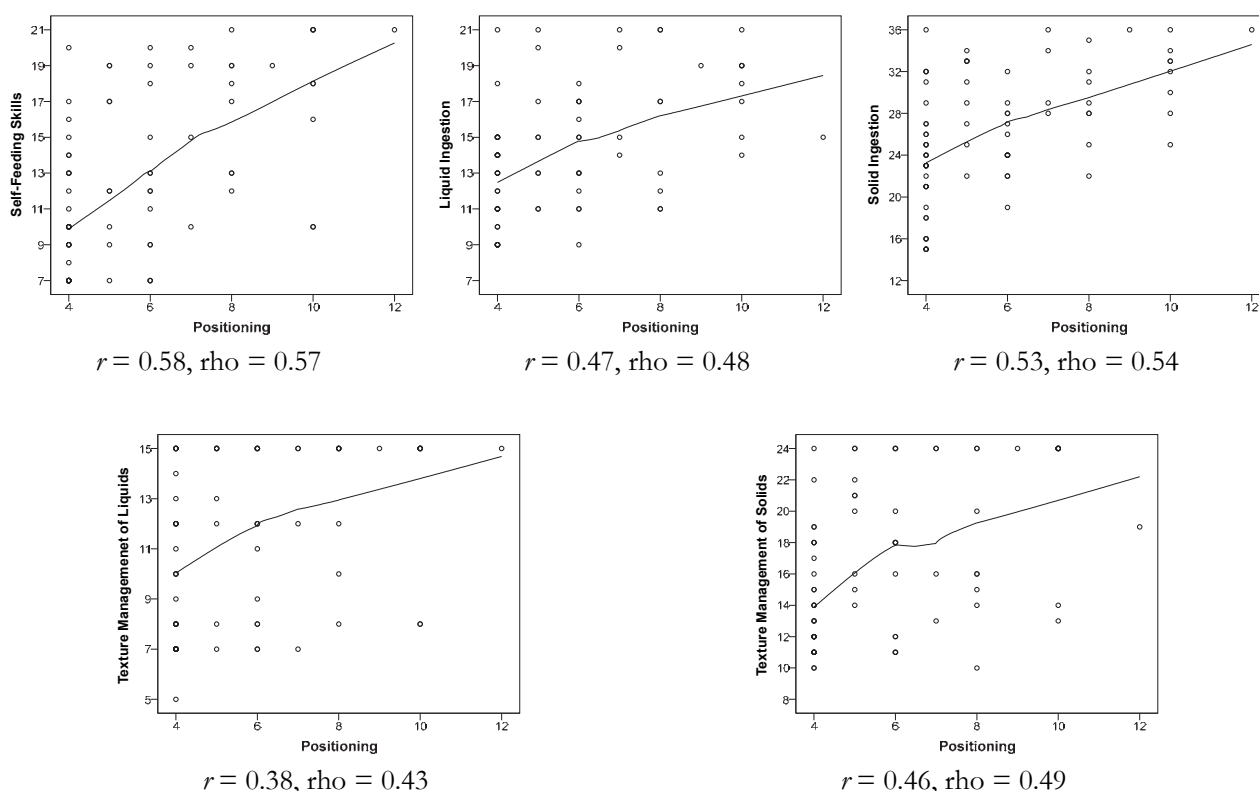 21
19
17
15
13
11
9
7
Self-Feeding Skills
4 6 8 10 12
Positioning
r = 0.58, rho = 0.57
21
19
17
15
13
11
9
7
Liquid Ingestion
4 6 8 10 12
Positioning
r = 0.47, rho = 0.48
36
32
28
24
20
16
12
Solid Ingestion
4 6 8 10 12
Positioning
r = 0.53, rho = 0.54
15
13
11
9
7
5
Texture Managemenet of Liquids
4 6 8 10 12
Positioning
r = 0.38, rho = 0.43
24
22
20
18
16
14
12
10
8
Texture Management of Solids
4 6 8 10 12
Positioning
r = 0.46, rho = 0.49